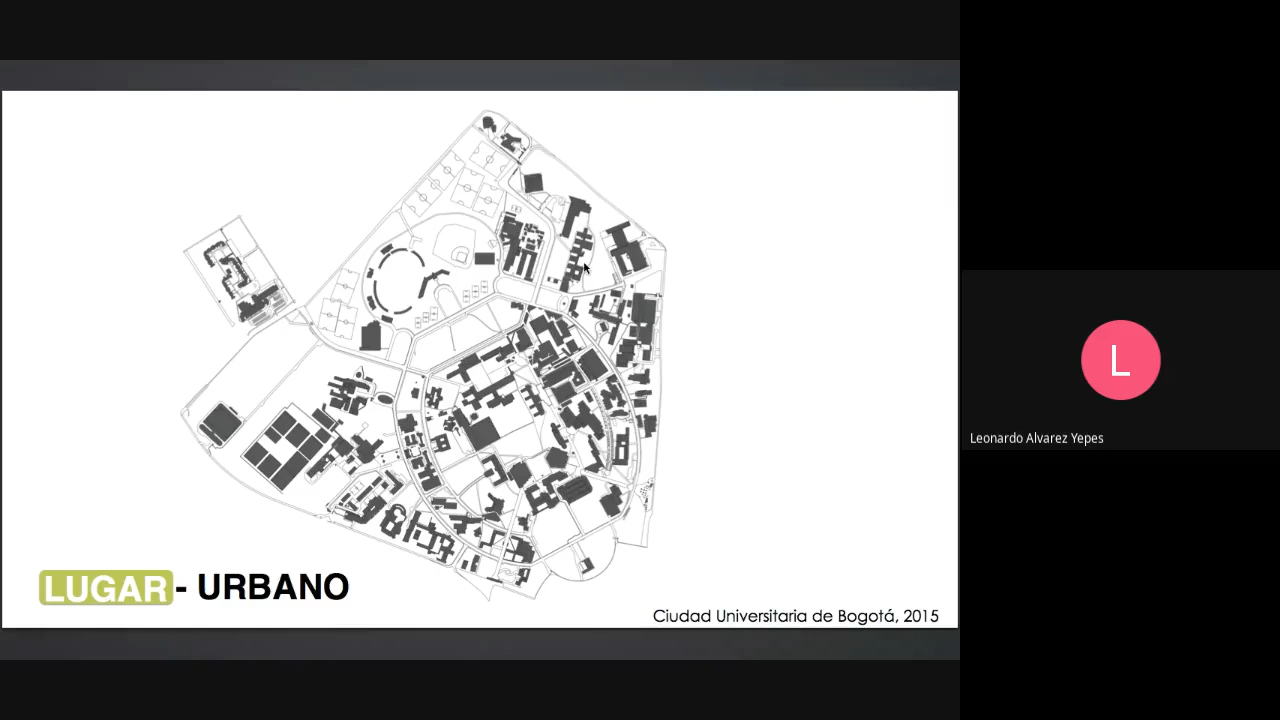 LUGAR - URBANO
Ciudad Universitaria de Bogotá, 2015
L
Leonardo Alvarez Yepes